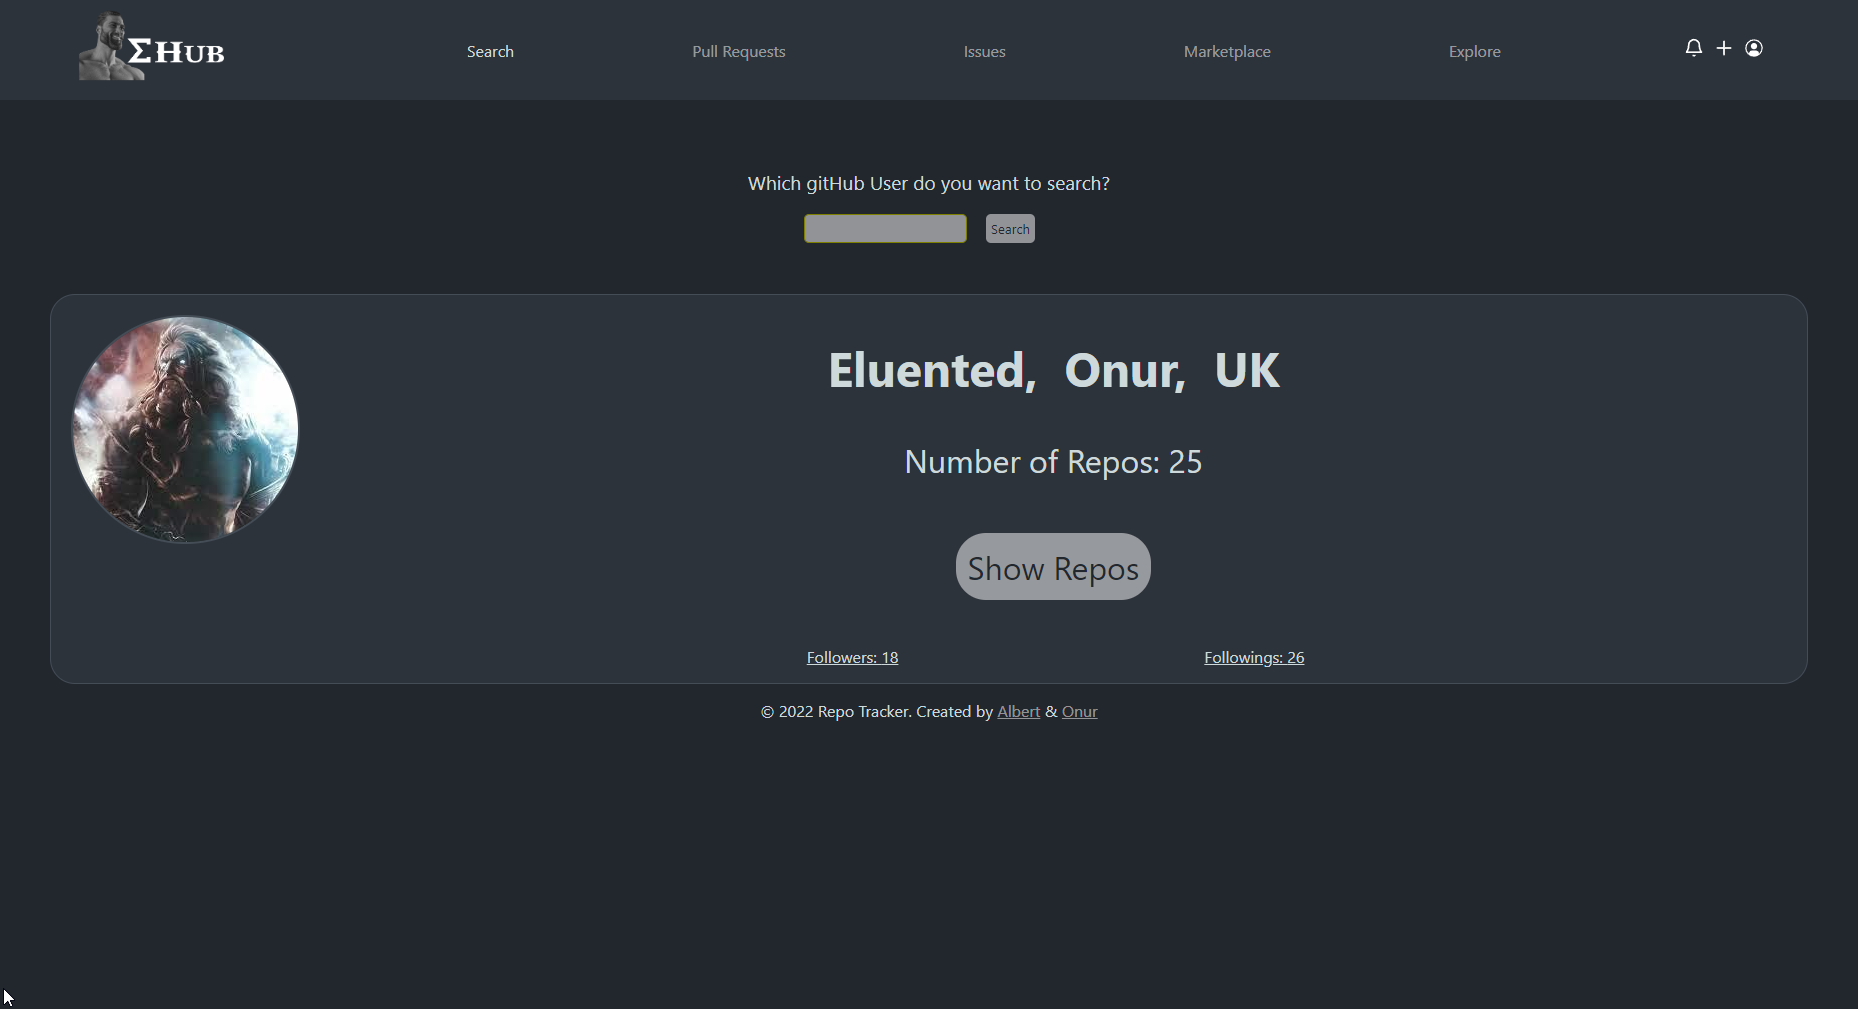 ΣHUB
Search
Pull Requests
Issues
Marketplace
Explore
Which gitHub User do you want to search?
Search
Eluented, Onur, UK
Number of Repos: 25
Show Repos
Followers: 18
Followings: 26
© 2022 Repo Tracker. Created by Albert & Onur